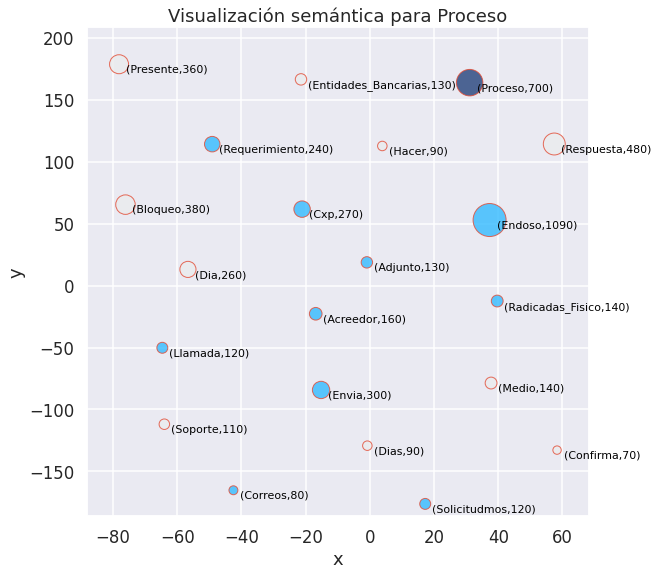 Visualización semántica para Proceso
200
(Presente,360)
(Entidades_Bancarias,130)
(Proceso,700)
150
(Requerimiento,240)
(Hacer,90)
(Respuesta,480)
100
(Bloqueo,380)
(Cxp,270)
(Endoso,1090)
50
(Dia,260)
(Adjunto,130)
y
0
(Radicadas_Fisico,140)
(Acreedor,160)
(Llamada,120)
−50
(Envia,300)
(Medio,140)
−100
(Soporte,110)
(Dias,90)
(Confirma,70)
−150
(Correos,80)
(Solicitudmos,120)
−80 −60 −40 −20 0 20 40 60
x